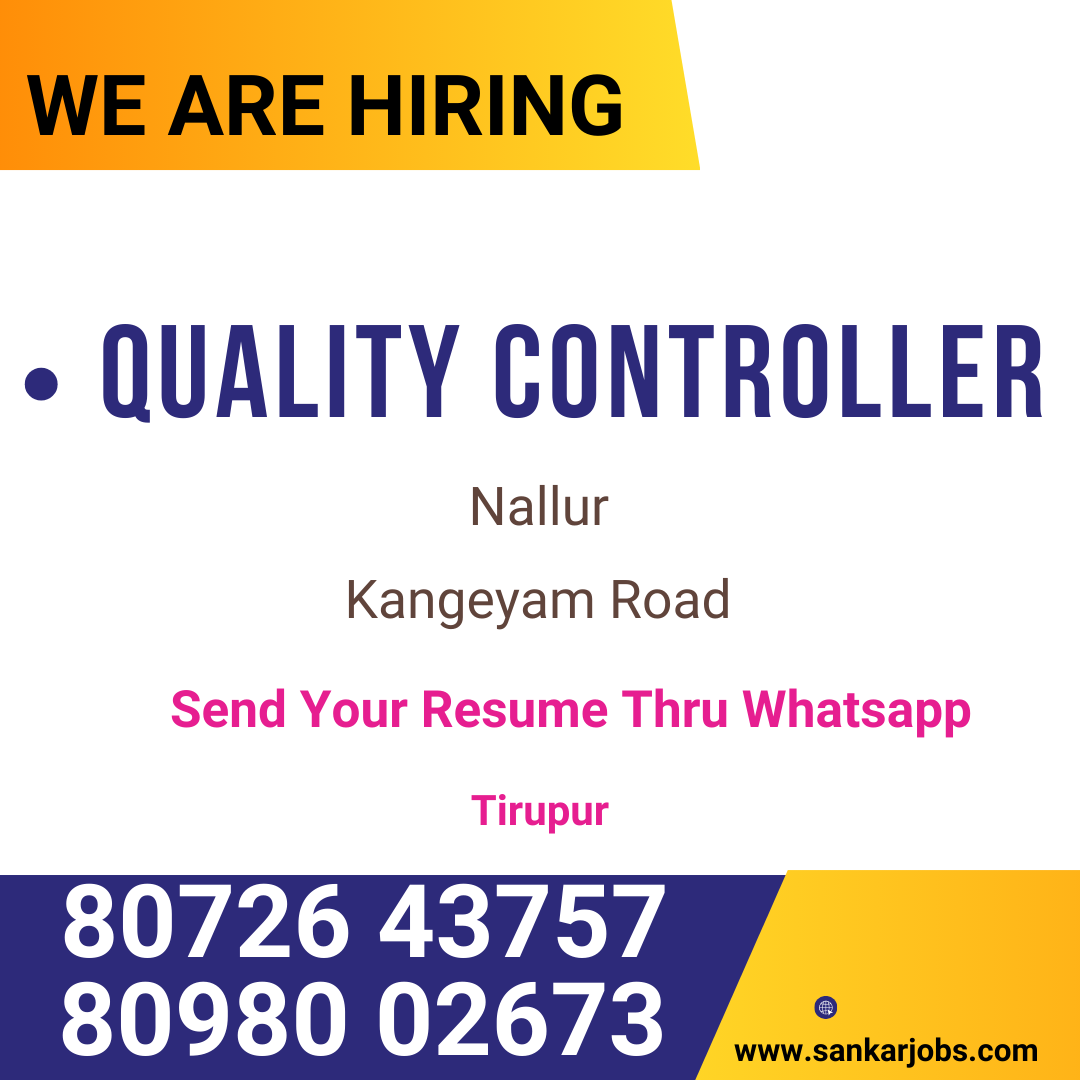 WE ARE HIRING
• QUALITY CONTROLLER
Nallur
Kangeyam Road
Send Your Resume Thru Whatsapp
Tirupur
80726 43757
80980 02673
www.sankarjobs.com